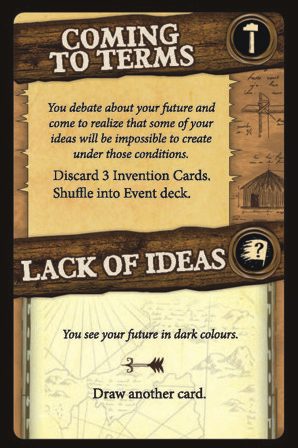 COMING
TO TERMS
You debate about your future and
come to realize that some of your
ideas will be impossible to create
under those conditions.
Discard 3 Invention Cards.
Shuffle into Event deck.
LACK OF IDEAS
?
You see your future in dark colours.
Draw another card.